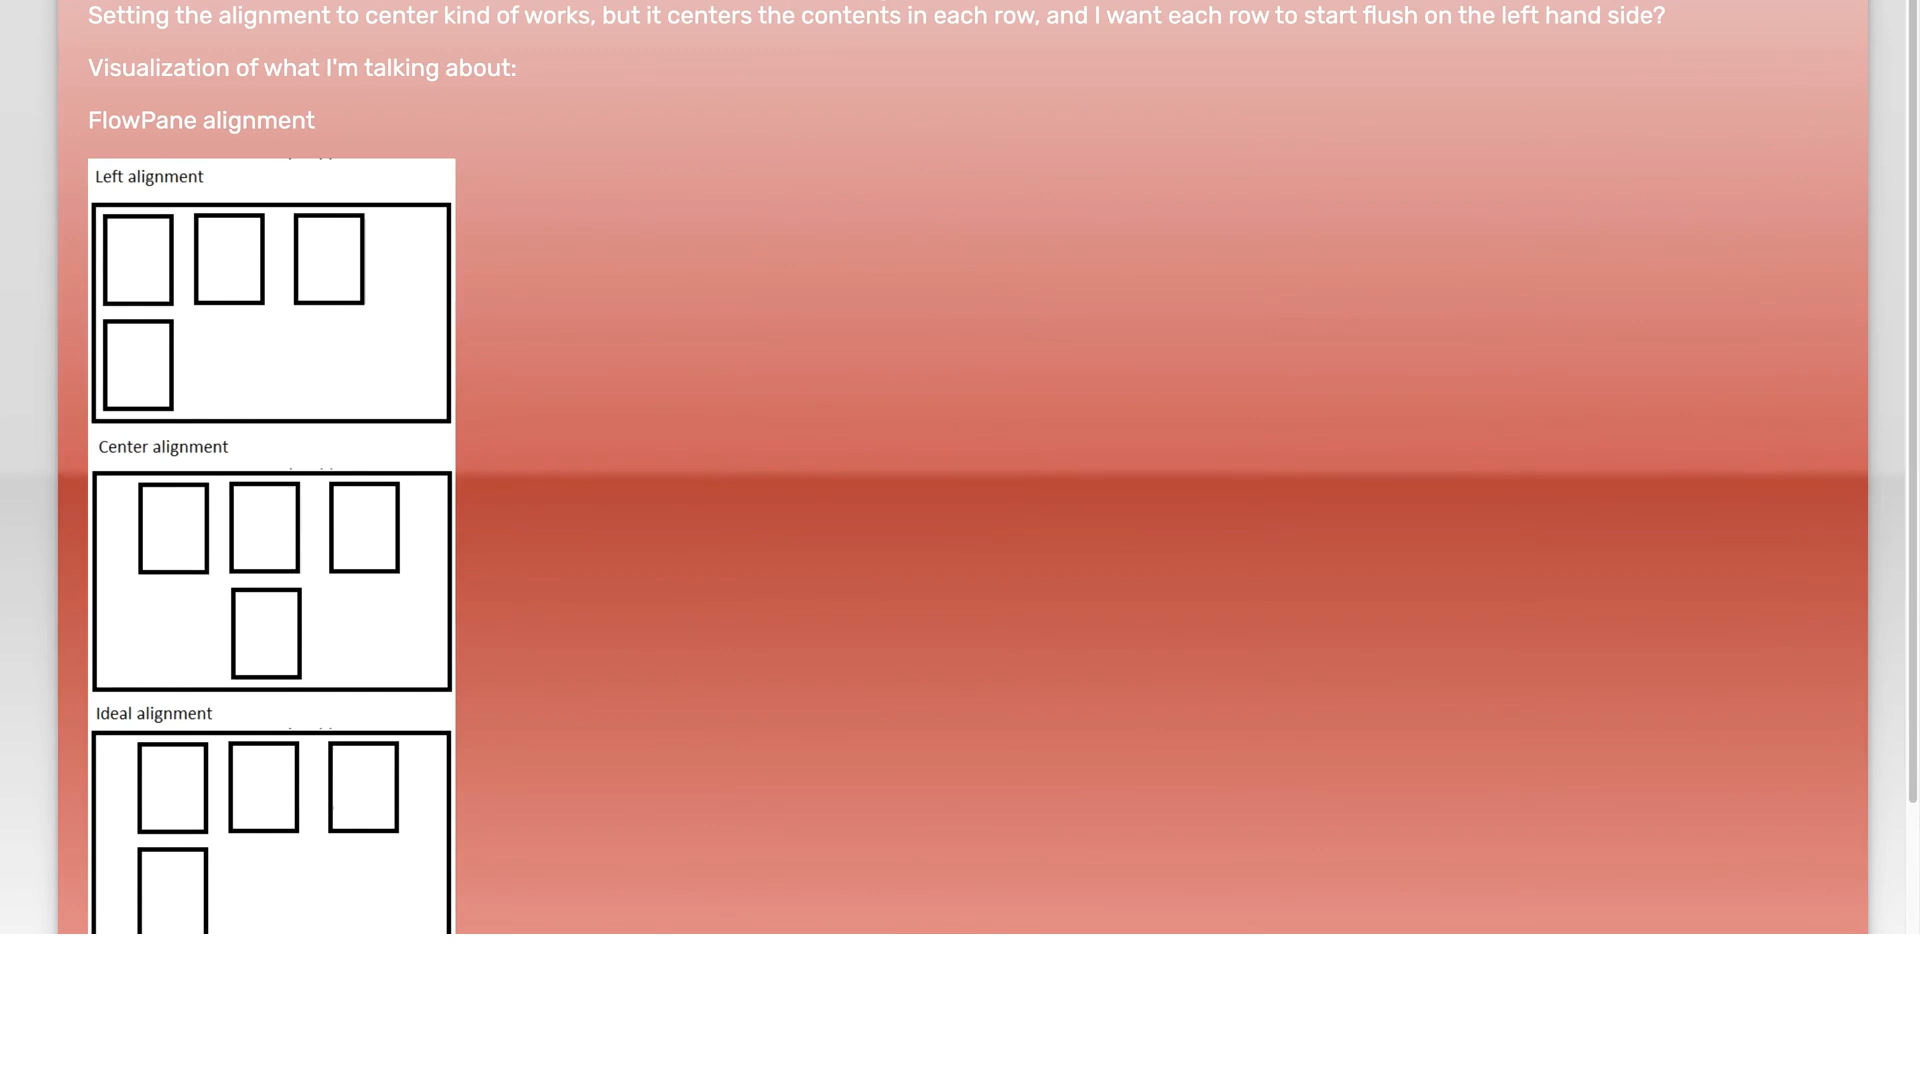 Setting the alignment to center kind of works, but it centers the contents in each row, and I want each row to start flush on the left hand side?
Visualization of what I'm talking about:
FlowPane alignment
Left alignment
Center alignment
Ideal alignment